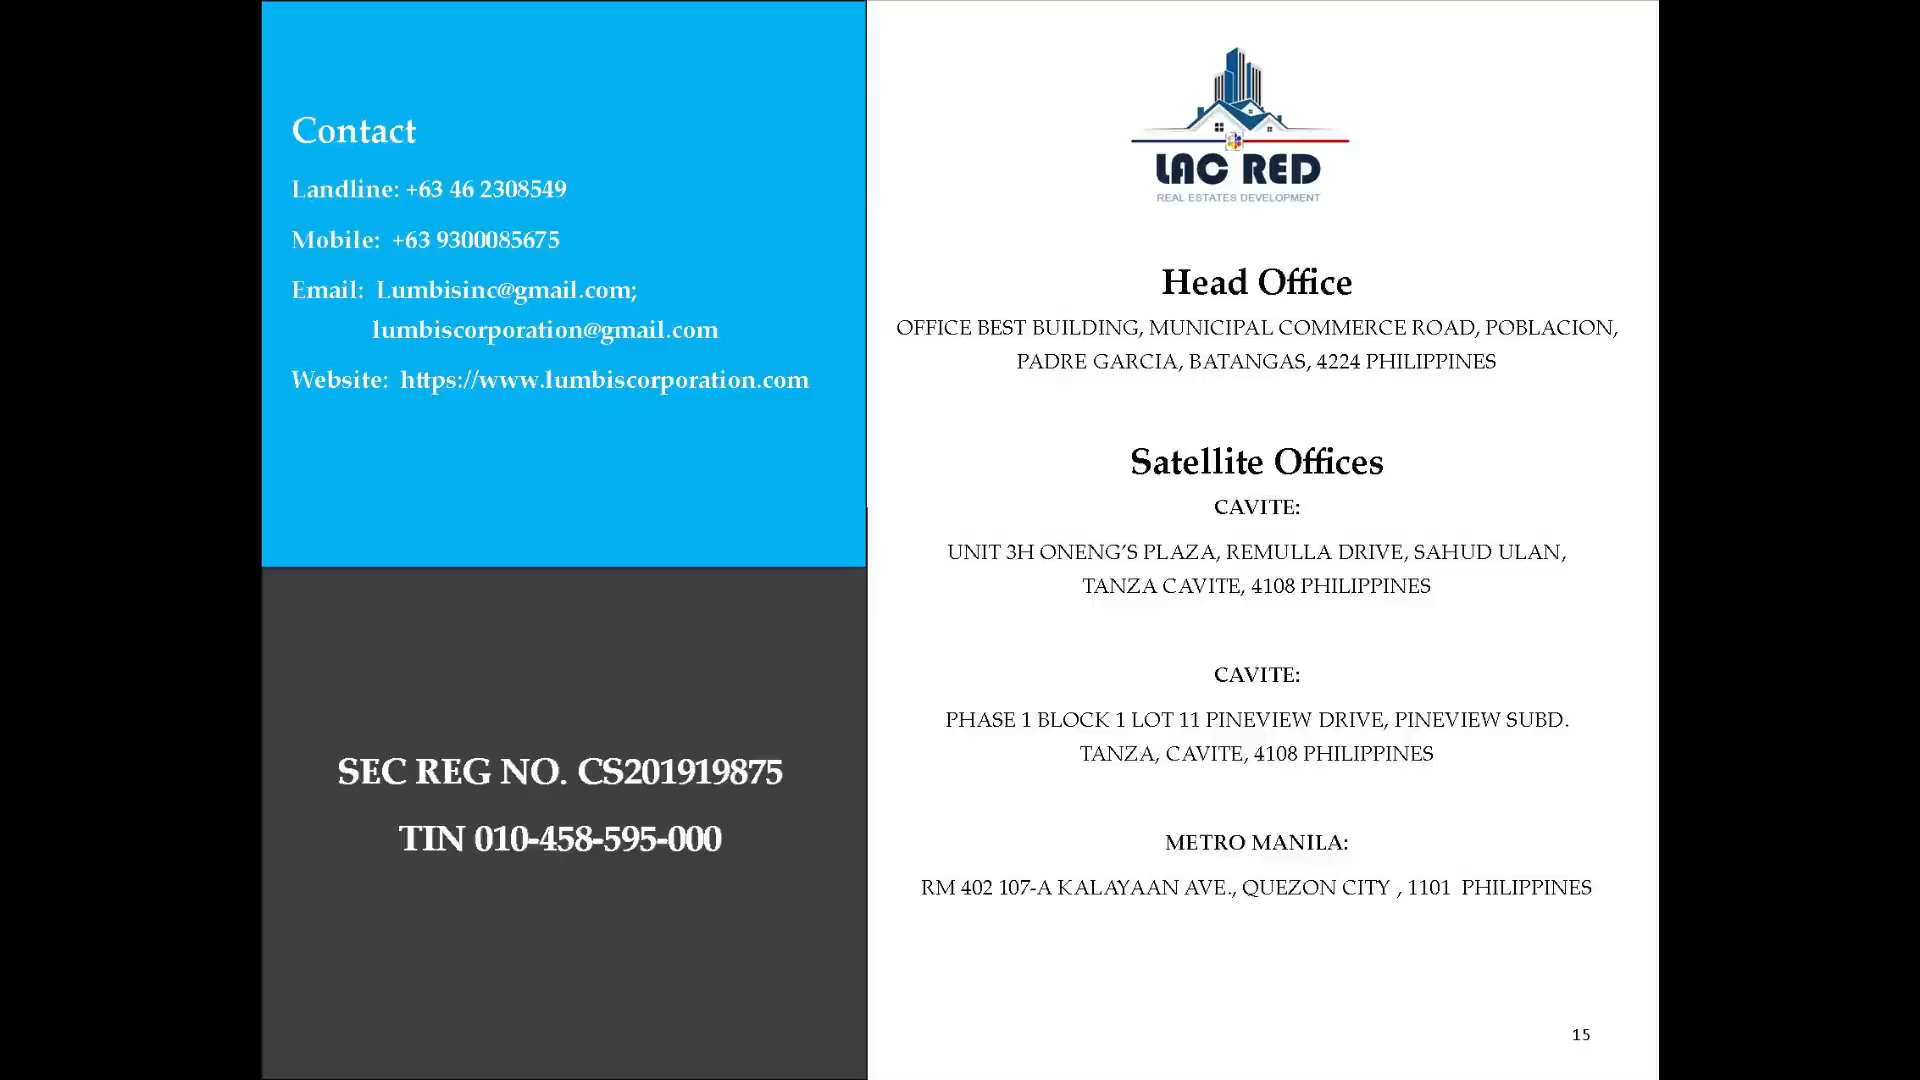 Contact
Landline: +63 46 2308549
Mobile: +63 9300085675
Email: Lumbisinc@gmail.com;
lumbiscorporation@gmail.com
Website: https://www.lumbiscorporation.com
SEC REG NO. CS201919875
TIN 010-458-595-000
LAC RED
REAL ESTATES DEVELOPMENT
Head Office
OFFICE BEST BUILDING, MUNICIPAL COMMERCE ROAD, POBLACION,
PADRE GARCIA, BATANGAS, 4224 PHILIPPINES
Satellite Offices
CAVITE:
UNIT 3H ONENG’S PLAZA, REMULLA DRIVE, SAHUD ULAN,
TANZA CAVITE, 4108 PHILIPPINES
CAVITE:
PHASE 1 BLOCK 1 LOT 11 PINEVIEW DRIVE, PINEVIEW SUBD.
TANZA, CAVITE, 4108 PHILIPPINES
METRO MANILA:
RM 402 107-A KALAYAAN AVE., QUEZON CITY , 1101 PHILIPPINES
15